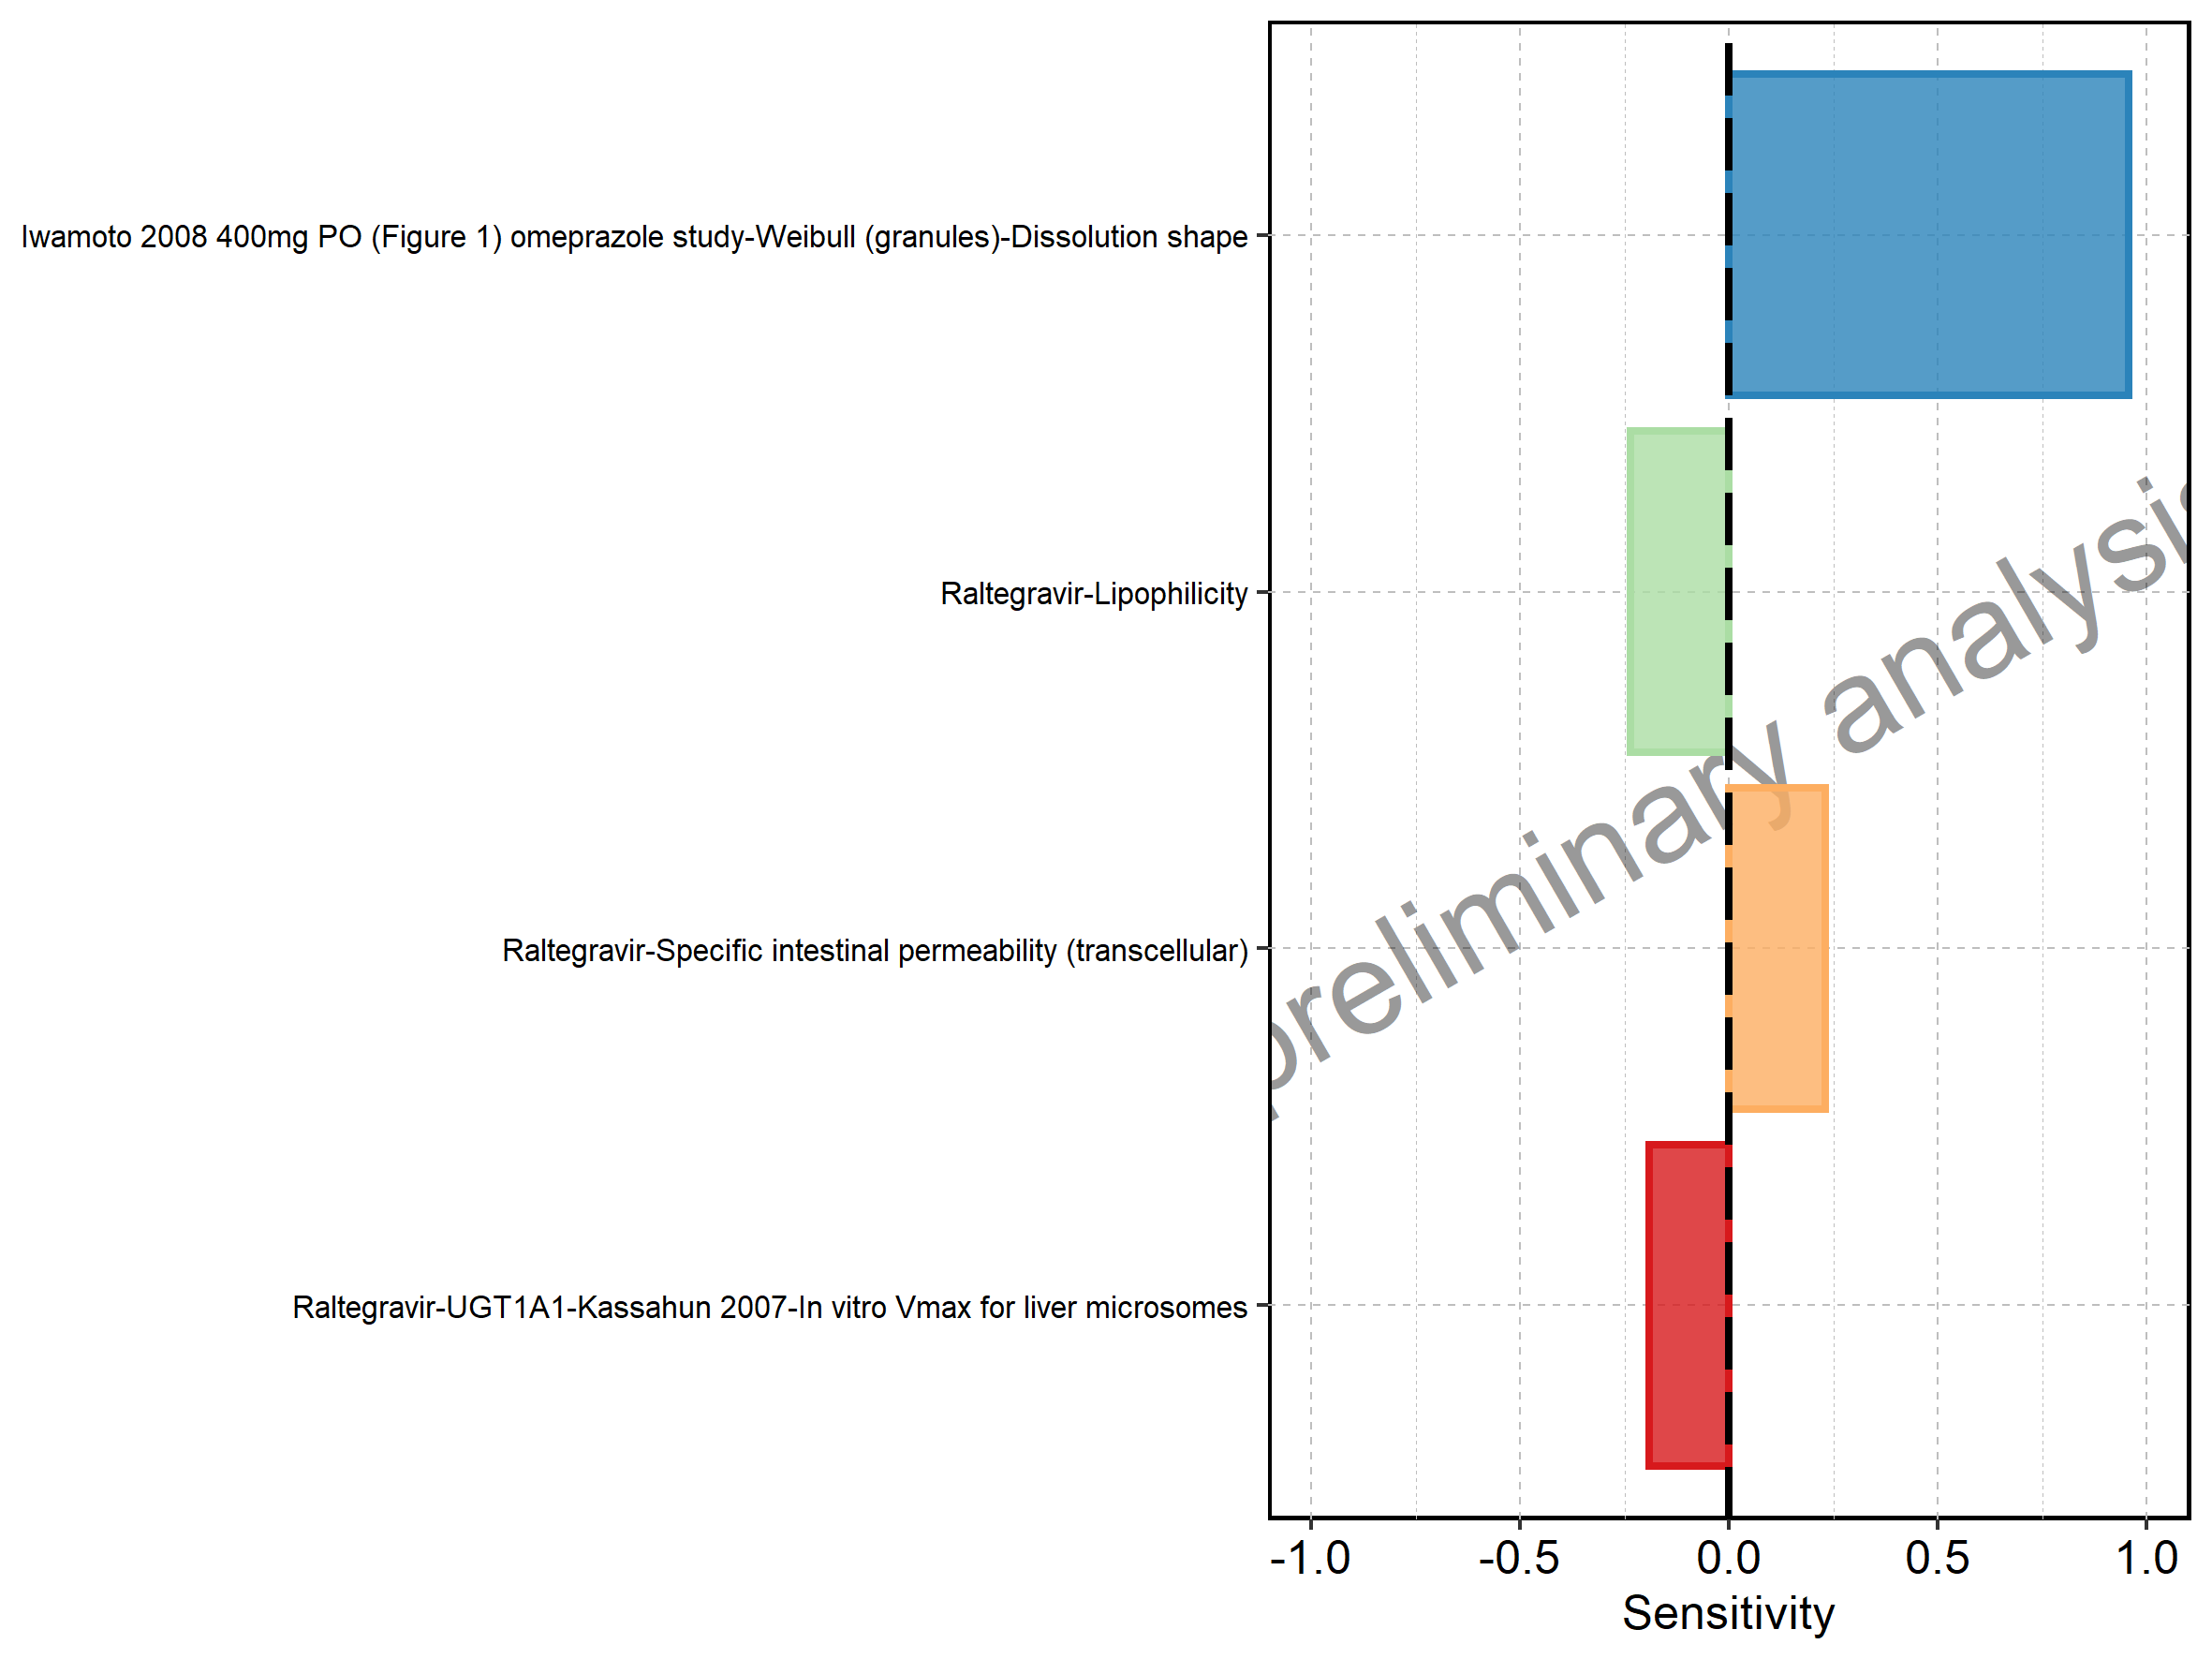 Iwamoto 2008 400mg PO (Figure 1) omeprazole study-Weibull (granules)-Dissolution shape
Raltegravir-Lipophilicity
Raltegravir-Specific intestinal permeability (transcellular)
Raltegravir-UGT1A1-Kassahun 2007-In vitro Vmax for liver microsomes
preliminary analysis
-1.0 -0.5 0.0 0.5 1.0
Sensitivity